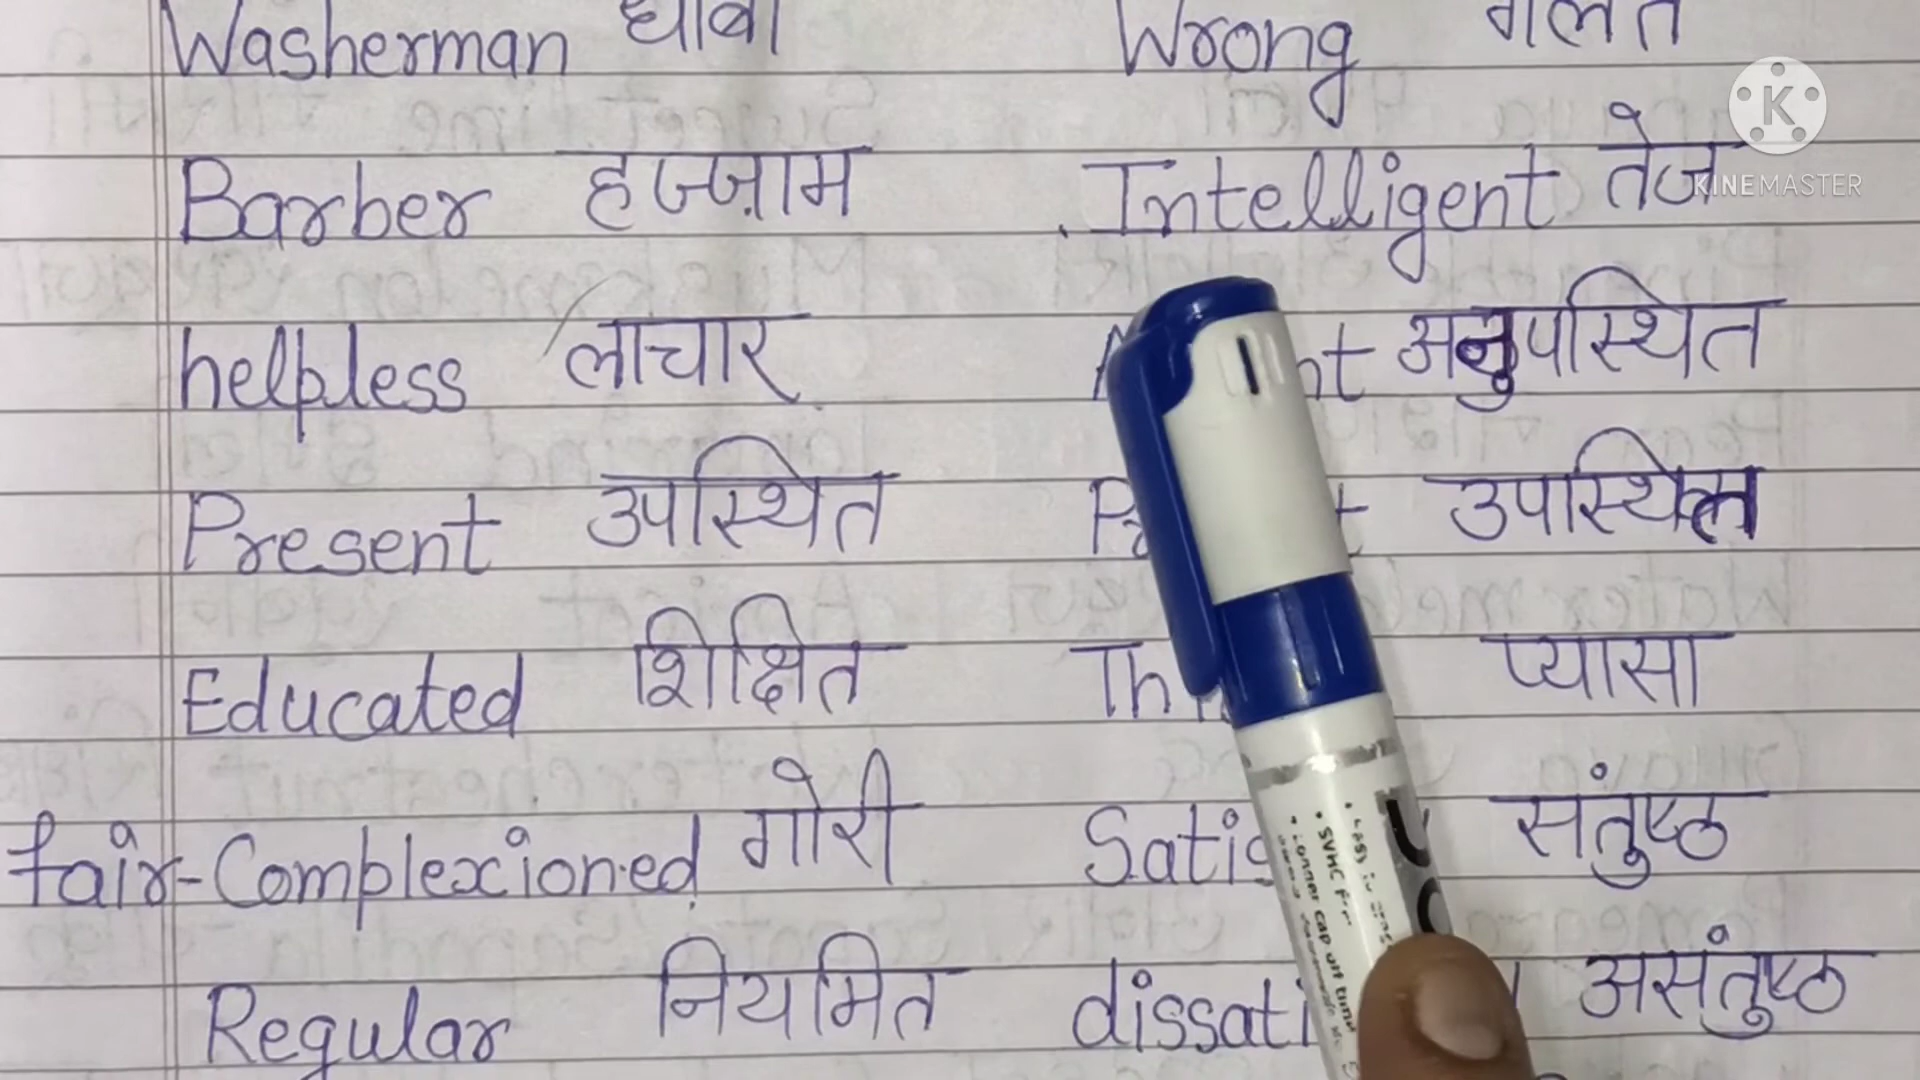 Washerman धोबी Wrong गलत
Barber हज्ज़ाम Intelligent तेज
helpless लाचार अनुपस्थित
Present उपस्थित उपस्थित
Educated शिक्षित प्यासा
fair-Complexioned गोरी संतुष्ठ
Regular नियमित असंतुष्ठ
K
KINEMASTER